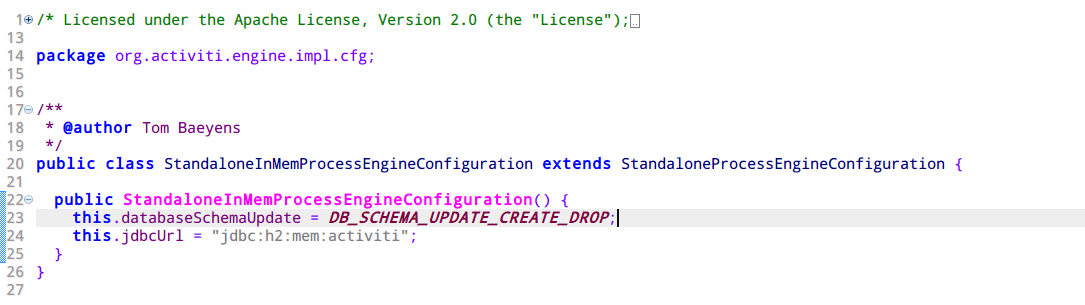 1 /* Licensed under the Apache License, Version 2.0 (the "License");
13
14 package org.activiti.engine.impl.cfg;
15
16
17 /**
18  * @author Tom Baeyens
19  */
20 public class StandaloneInMemProcessEngineConfiguration extends StandaloneProcessEngineConfiguration {
21
22   public StandaloneInMemProcessEngineConfiguration() {
23     this.databaseSchemaUpdate = DB_SCHEMA_UPDATE_CREATE_DROP;
24     this.jdbcUrl = "jdbc:h2:mem:activiti";
25   }
26 }
27